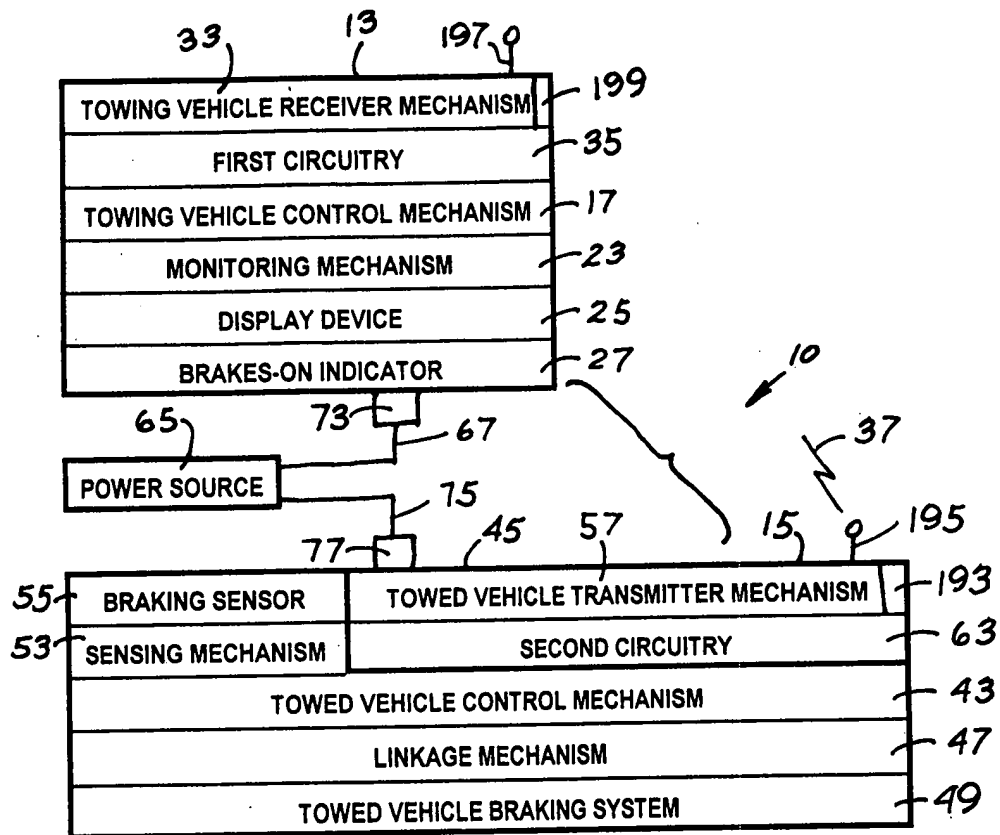 33 13 197
TOWING VEHICLE RECEIVER MECHANISM 199
FIRST CIRCUITRY 35
TOWING VEHICLE CONTROL MECHANISM 17
MONITORING MECHANISM 23
DISPLAY DEVICE 25
BRAKES-ON INDICATOR 27
10
73 67
65
37
POWER SOURCE
75
77 45 57 15 195
55 BRAKING SENSOR TOWED VEHICLE TRANSMITTER MECHANISM 193
53 SENSING MECHANISM SECOND CIRCUITRY 63
TOWED VEHICLE CONTROL MECHANISM 43
LINKAGE MECHANISM 47
TOWED VEHICLE BRAKING SYSTEM 49